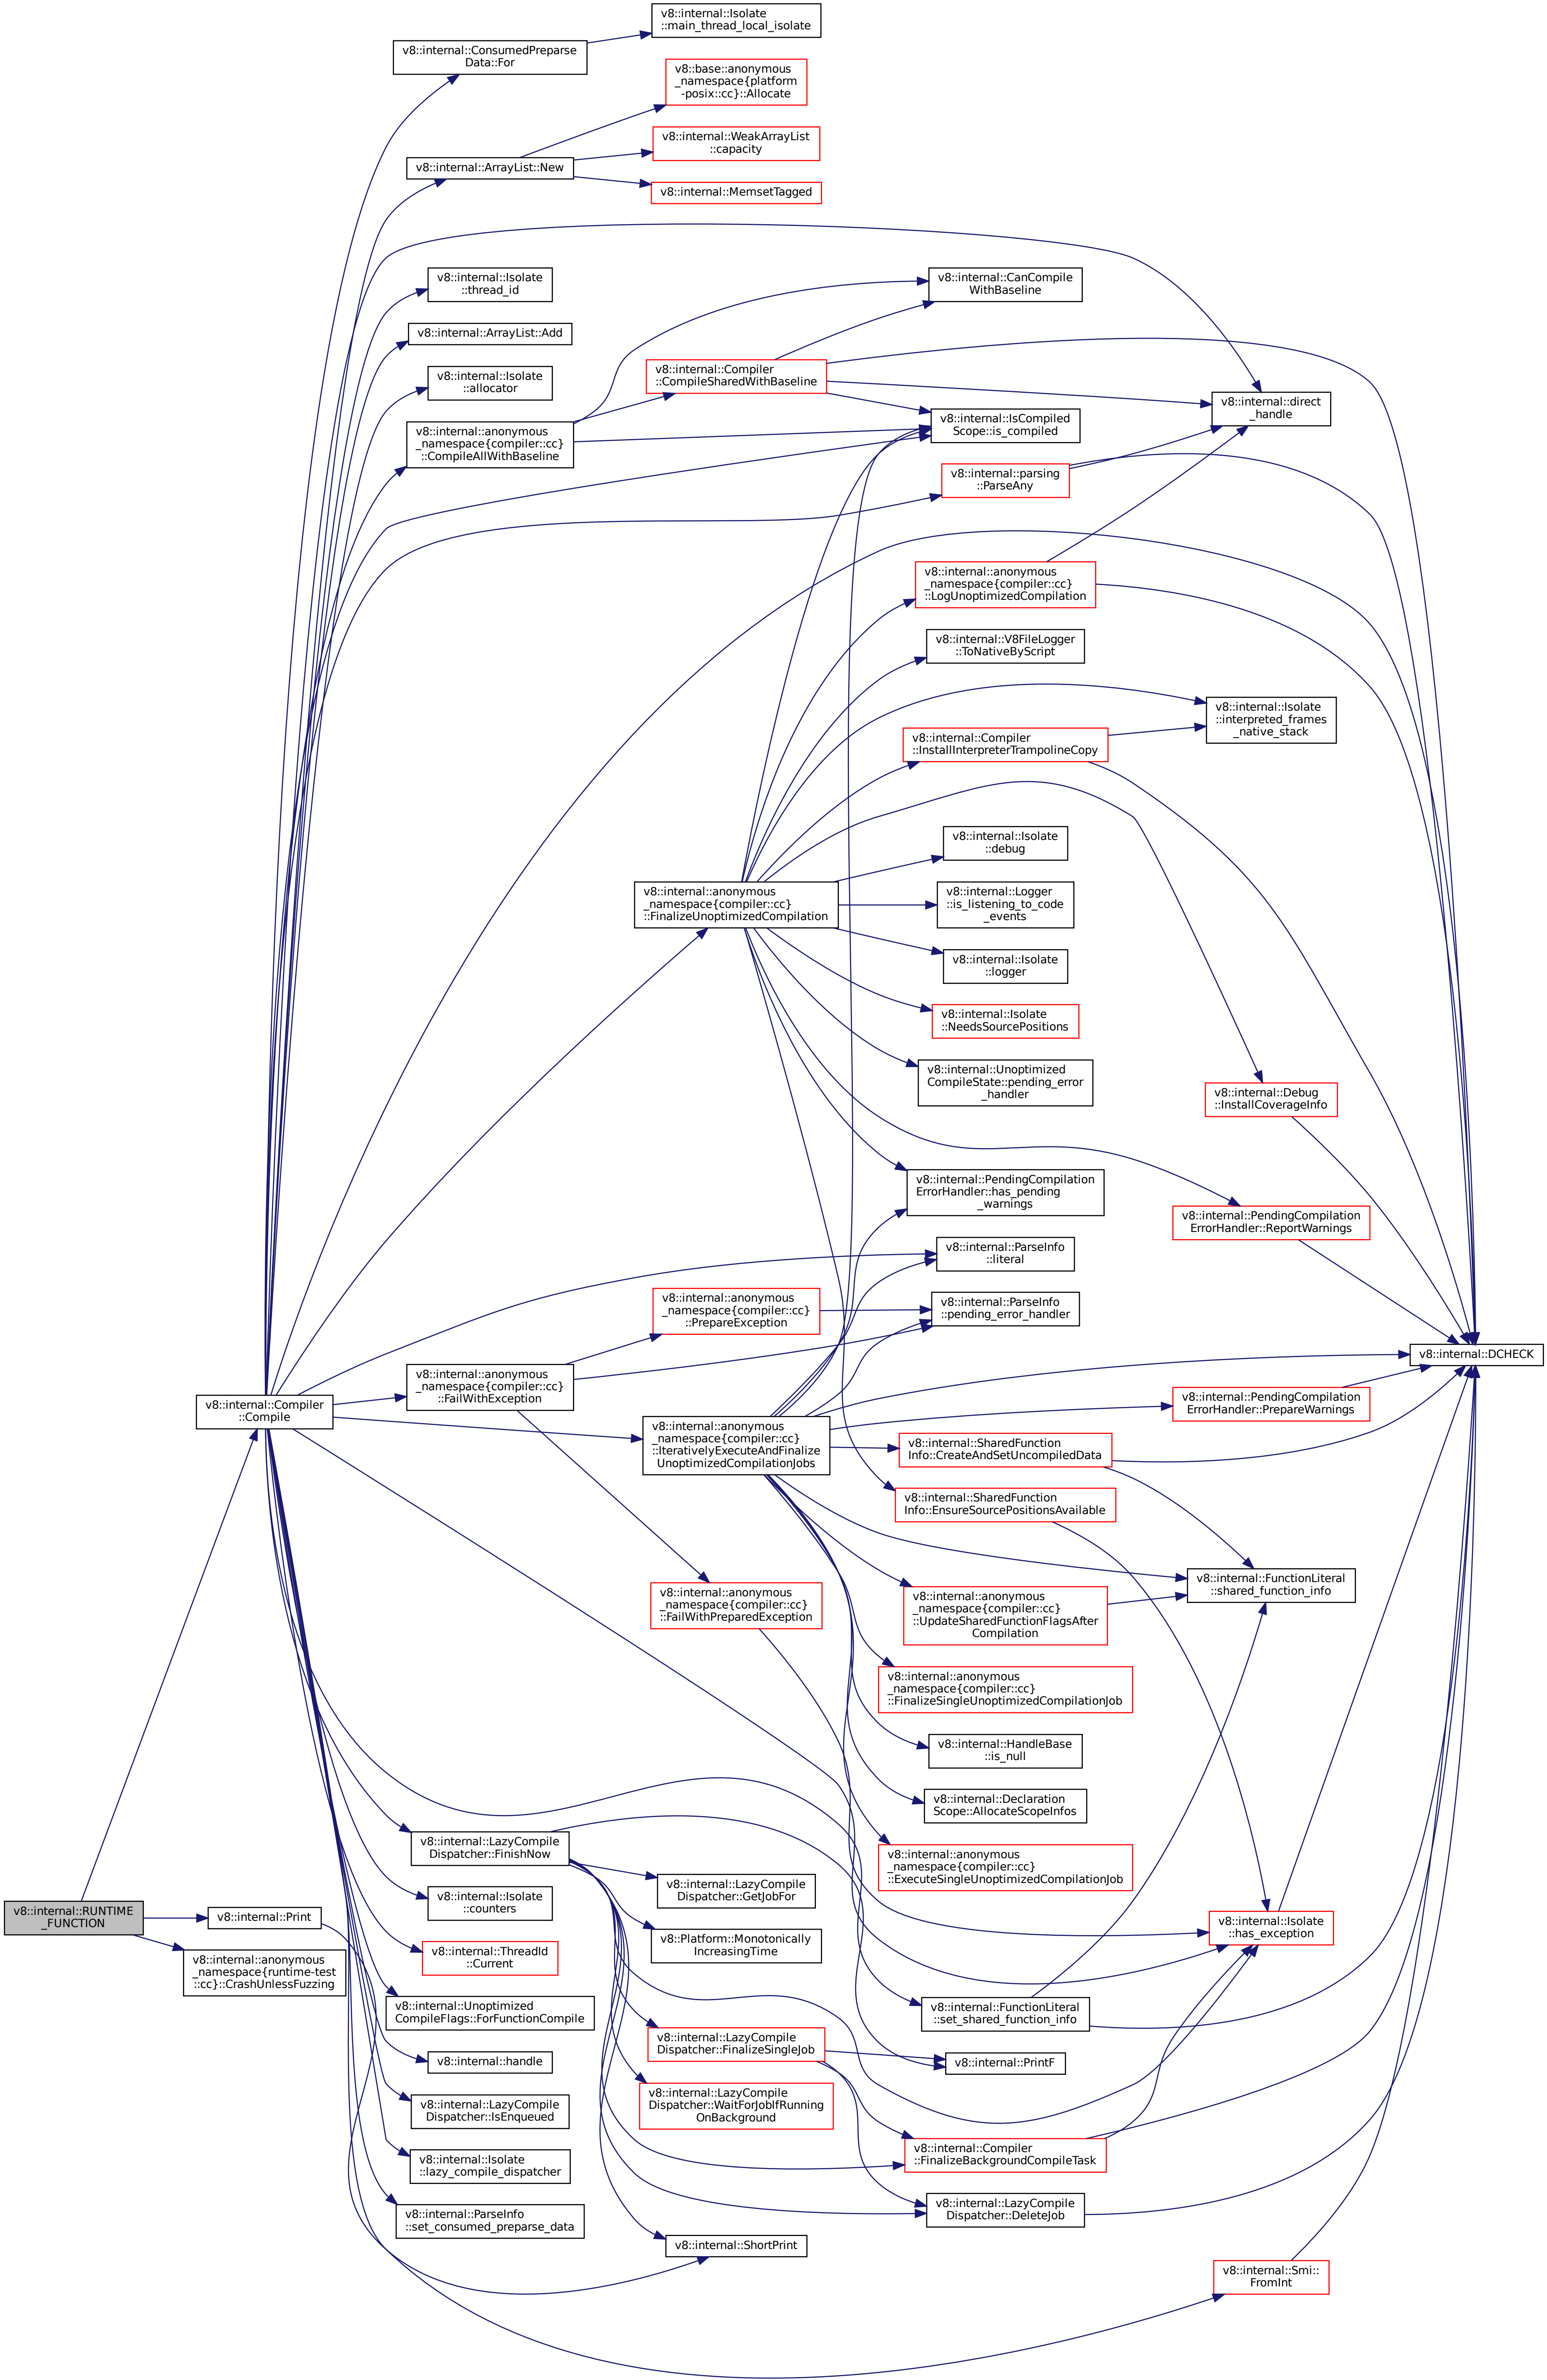 v8::internal::Isolate
::main_thread_local_isolate
v8::internal::ConsumedPreparse
Data::For
v8::base::anonymous
_namespace{platform
-posix::cc}::Allocate
v8::internal::WeakArrayList
::capacity
v8::internal::ArrayList::New
v8::internal::MemsetTagged
v8::internal::Isolate
::thread_id
v8::internal::CanCompile
WithBaseline
v8::internal::ArrayList::Add
v8::internal::Isolate
::allocator
v8::internal::Compiler
::CompileSharedWithBaseline
v8::internal::direct
_handle
v8::internal::IsCompiled
Scope::is_compiled
v8::internal::anonymous
_namespace{compiler::cc}
::CompileAllWithBaseline
v8::internal::parsing
::ParseAny
v8::internal::anonymous
_namespace{compiler::cc}
::LogUnoptimizedCompilation
v8::internal::V8FileLogger
::ToNativeByScript
v8::internal::Isolate
::interpreted_frames
_native_stack
v8::internal::Compiler
::InstallInterpreterTrampolineCopy
v8::internal::Isolate
::debug
v8::internal::anonymous
_namespace{compiler::cc}
::FinalizeUnoptimizedCompilation
v8::internal::Logger
::is_listening_to_code
_events
v8::internal::Isolate
::logger
v8::internal::Isolate
::NeedsSourcePositions
v8::internal::Unoptimized
CompileState::pending_error
_handler
v8::internal::Debug
::InstallCoverageInfo
v8::internal::PendingCompilation
ErrorHandler::has_pending
_warnings
v8::internal::PendingCompilation
ErrorHandler::ReportWarnings
v8::internal::ParseInfo
::literal
v8::internal::anonymous
_namespace{compiler::cc}
::PrepareException
v8::internal::ParseInfo
::pending_error_handler
v8::internal::DCHECK
v8::internal::anonymous
_namespace{compiler::cc}
::FailWithException
v8::internal::Compiler
::Compile
v8::internal::PendingCompilation
ErrorHandler::PrepareWarnings
v8::internal::anonymous
_namespace{compiler::cc}
::IterativelyExecuteAndFinalize
UnoptimizedCompilationJobs
v8::internal::SharedFunction
Info::CreateAndSetUncompiledData
v8::internal::SharedFunction
Info::EnsureSourcePositionsAvailable
v8::internal::FunctionLiteral
::shared_function_info
v8::internal::anonymous
_namespace{compiler::cc}
::FailWithPreparedException
v8::internal::anonymous
_namespace{compiler::cc}
::UpdateSharedFunctionFlagsAfter
Compilation
v8::internal::anonymous
_namespace{compiler::cc}
::FinalizeSingleUnoptimizedCompilationJob
v8::internal::HandleBase
::is_null
v8::internal::Declaration
Scope::AllocateScopeInfos
v8::internal::LazyCompile
Dispatcher::FinishNow
v8::internal::anonymous
_namespace{compiler::cc}
::ExecuteSingleUnoptimizedCompilationJob
v8::internal::LazyCompile
Dispatcher::GetJobFor
v8::internal::Isolate
::counters
v8::internal::RUNTIME
_FUNCTION
v8::internal::Print
v8::internal::Isolate
::has_exception
v8::Platform::Monotonically
IncreasingTime
v8::internal::ThreadId
::Current
v8::internal::anonymous
_namespace{runtime-test
::cc}::CrashUnlessFuzzing
v8::internal::Unoptimized
CompileFlags::ForFunctionCompile
v8::internal::FunctionLiteral
::set_shared_function_info
v8::internal::LazyCompile
Dispatcher::FinalizeSingleJob
v8::internal::PrintF
v8::internal::handle
v8::internal::LazyCompile
Dispatcher::WaitForJobIfRunning
OnBackground
v8::internal::LazyCompile
Dispatcher::IsEnqueued
v8::internal::Compiler
::FinalizeBackgroundCompileTask
v8::internal::Isolate
::lazy_compile_dispatcher
v8::internal::LazyCompile
Dispatcher::DeleteJob
v8::internal::ParseInfo
::set_consumed_preparse_data
v8::internal::ShortPrint
v8::internal::Smi::
FromInt